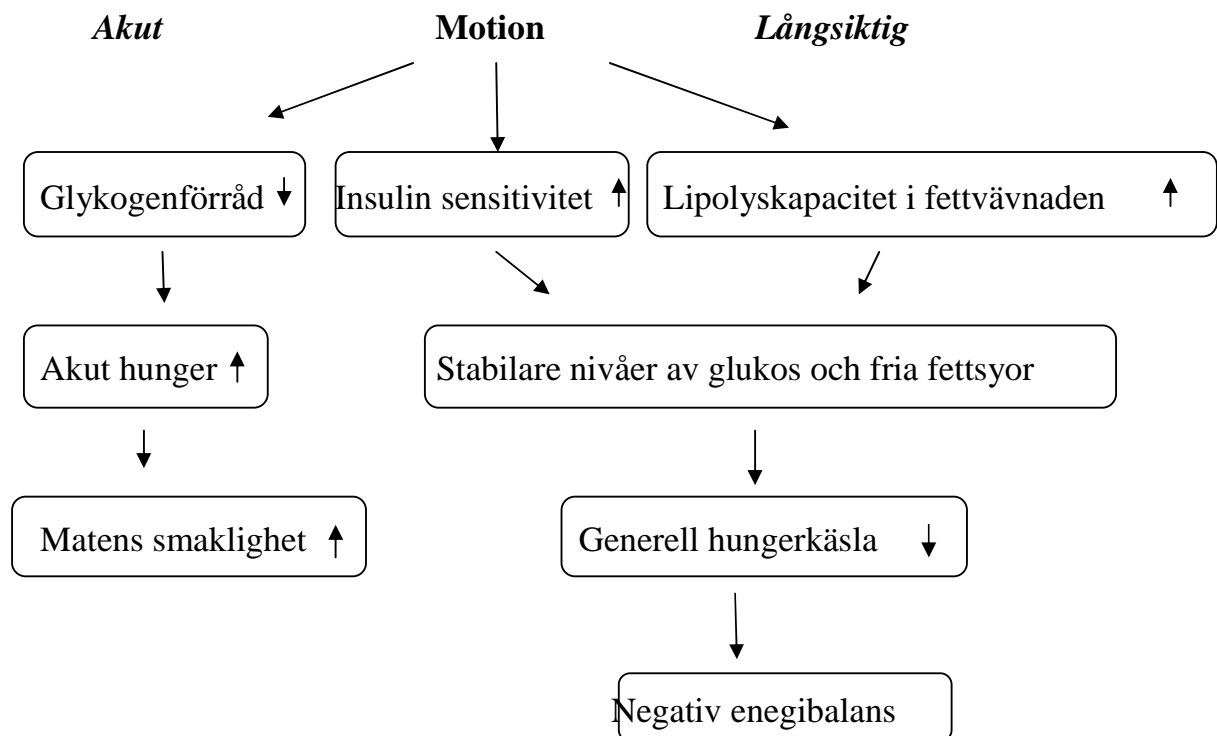 Akut Motion Långsiktig
Glykogenförråd Insulin sensitivitet Lipolyskapacitet i fettvävnaden
Akut hunger Stabilare nivåer av glukos och fria fettsyor
Matens smaklighet Generell hungerkäsla
Negativ enegibalans